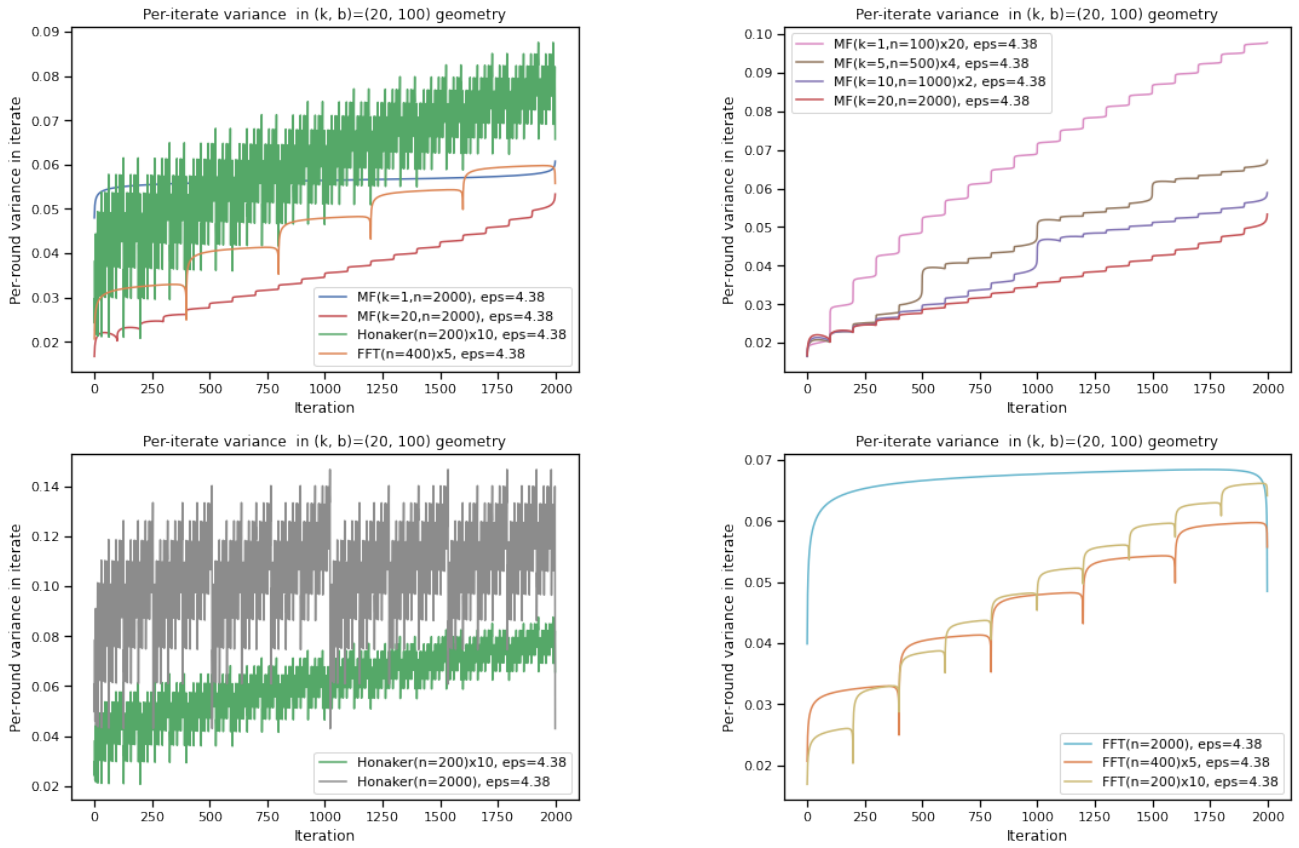 Per-iterate variance in (k, b)=(20, 100) geometry
Per-round variance in iterate
0.09
0.08
0.07
0.06
0.05
0.04
0.03
0.02
MF(k=1,n=2000), eps=4.38
MF(k=20,n=2000), eps=4.38
Honaker(n=200)x10, eps=4.38
FFT(n=400)x5, eps=4.38
0 250 500 750 1000 1250 1500 1750 2000
Iteration
Per-iterate variance in (k, b)=(20, 100) geometry
Per-round variance in iterate
0.10
0.09
0.08
0.07
0.06
0.05
0.04
0.03
0.02
MF(k=1,n=100)x20, eps=4.38
MF(k=5,n=500)x4, eps=4.38
MF(k=10,n=1000)x2, eps=4.38
MF(k=20,n=2000), eps=4.38
0 250 500 750 1000 1250 1500 1750 2000
Iteration
Per-iterate variance in (k, b)=(20, 100) geometry
Per-round variance in iterate
0.14
0.12
0.10
0.08
0.06
0.04
0.02
Honaker(n=200)x10, eps=4.38
Honaker(n=2000), eps=4.38
0 250 500 750 1000 1250 1500 1750 2000
Iteration
Per-iterate variance in (k, b)=(20, 100) geometry
Per-round variance in iterate
0.07
0.06
0.05
0.04
0.03
0.02
FFT(n=2000), eps=4.38
FFT(n=400)x5, eps=4.38
FFT(n=200)x10, eps=4.38
0 250 500 750 1000 1250 1500 1750 2000
Iteration